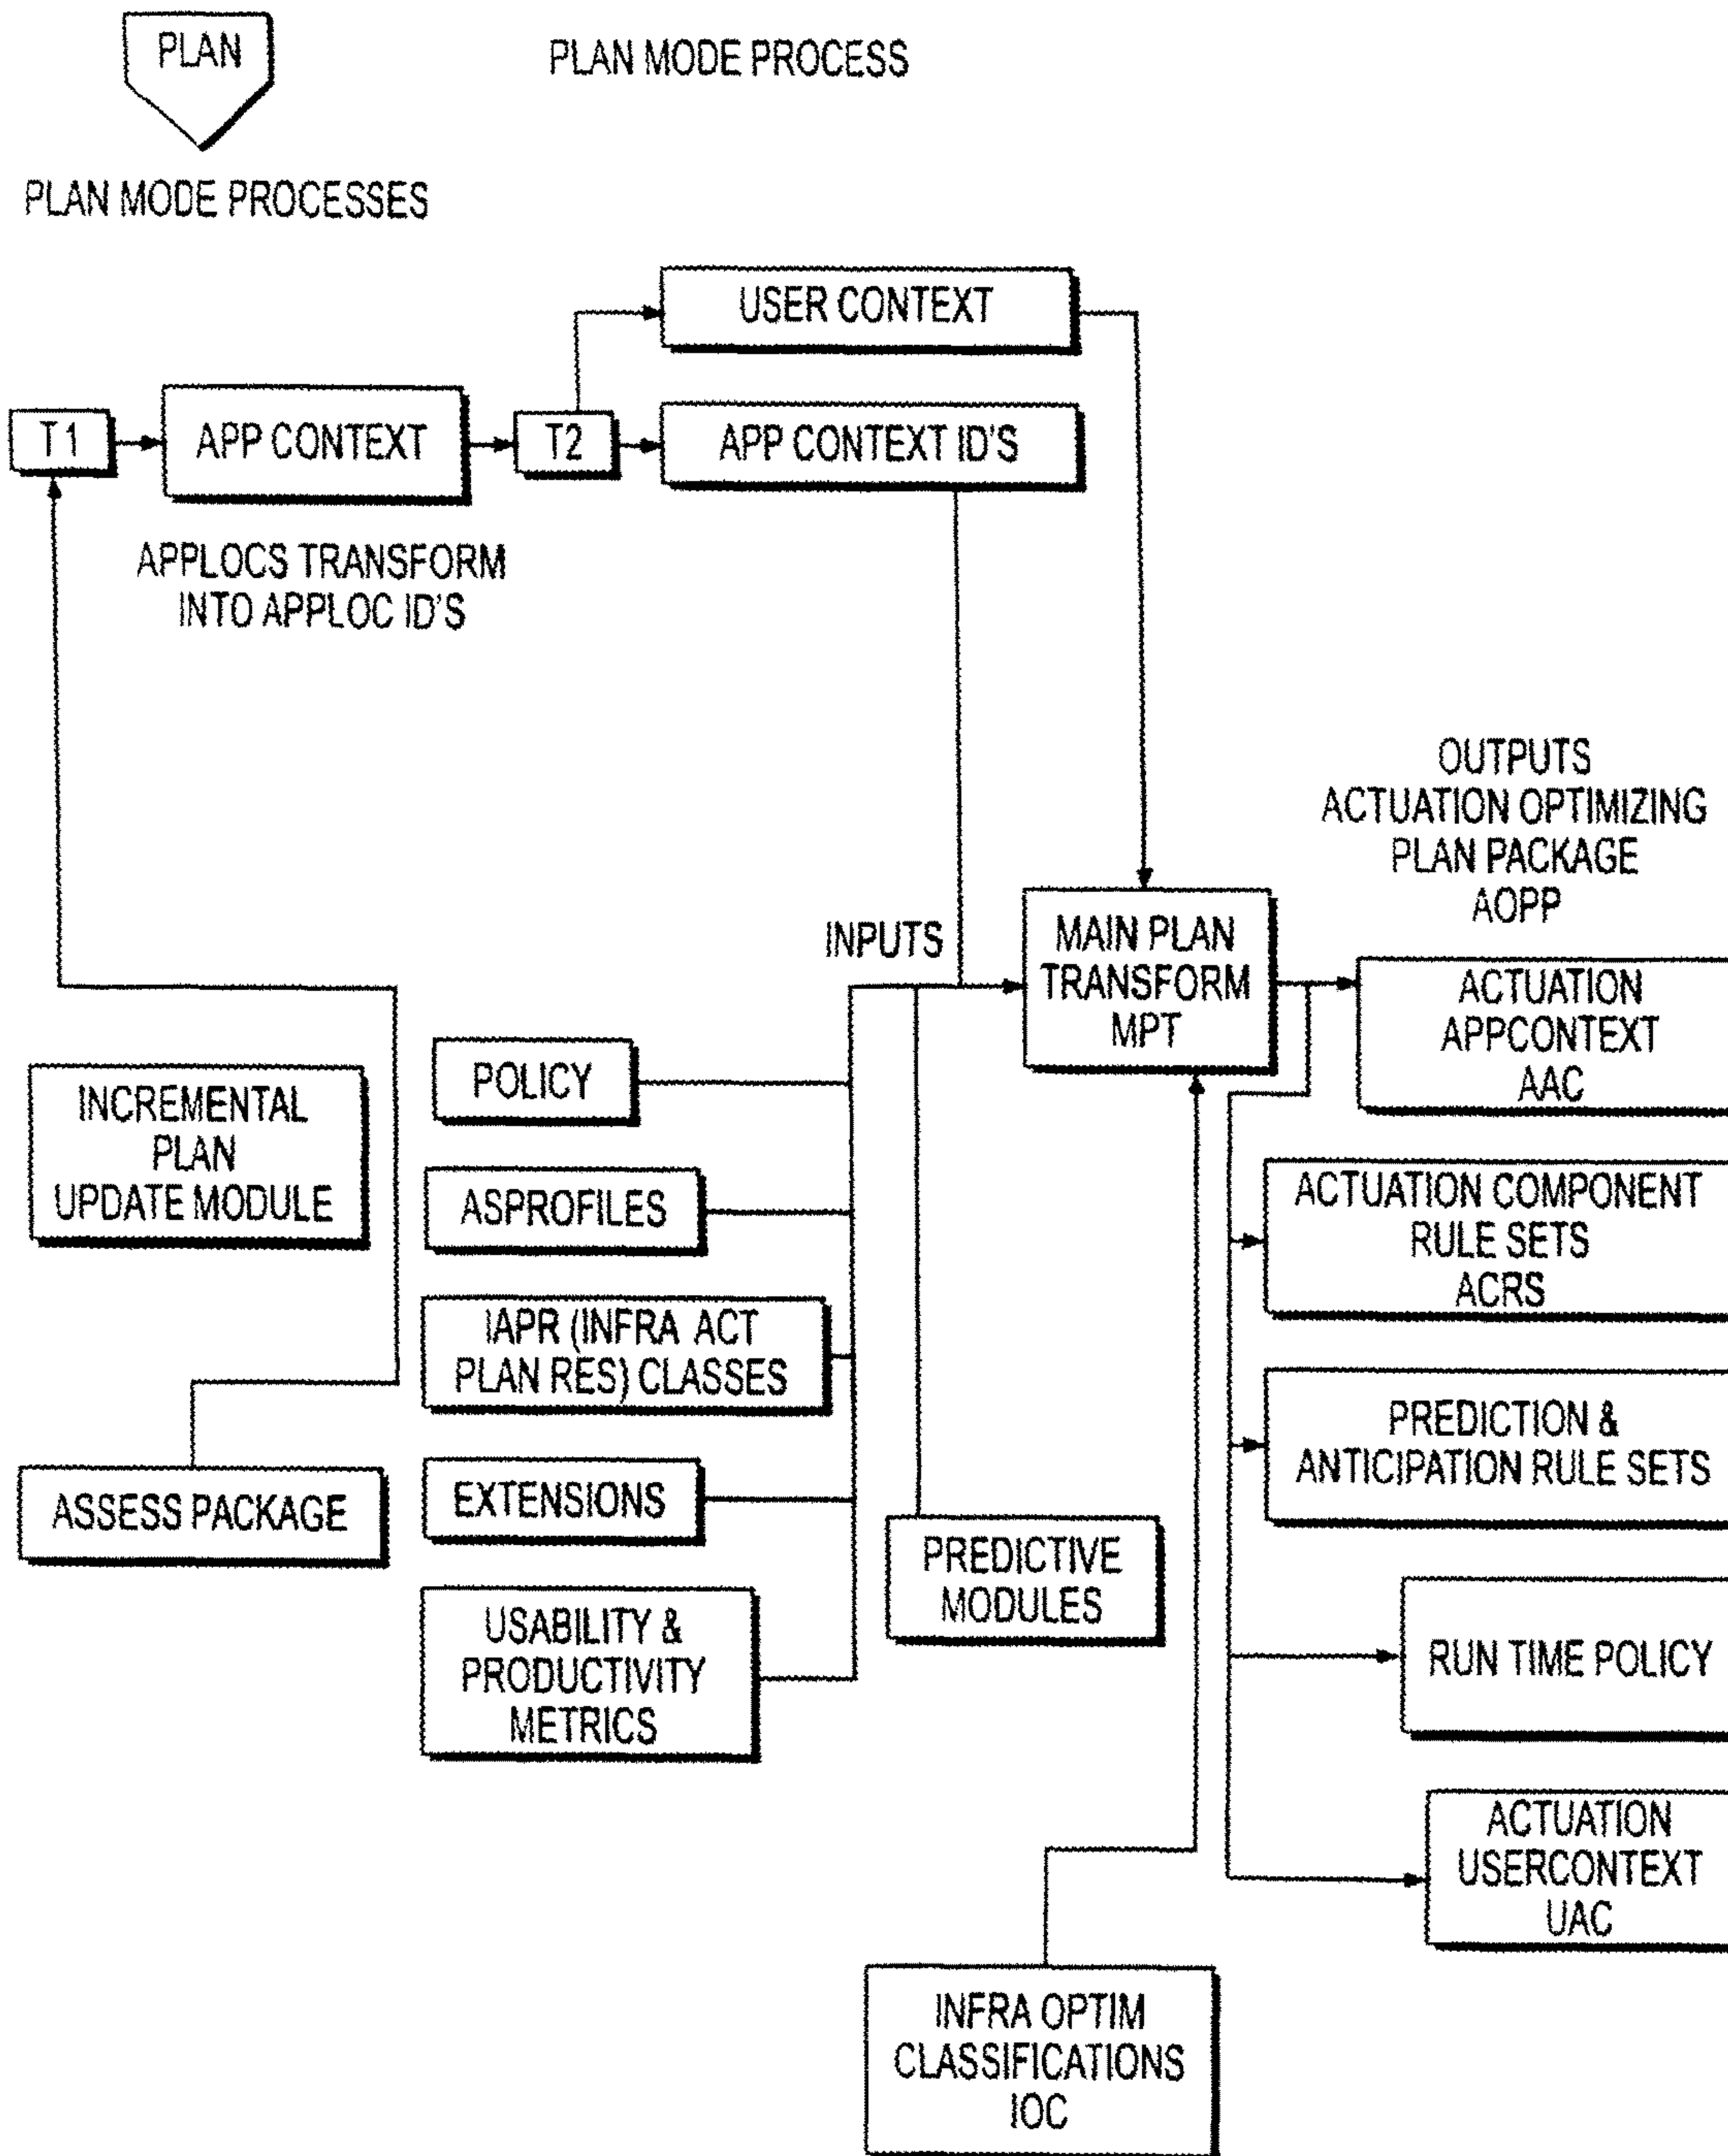 PLAN
PLAN MODE PROCESS
PLAN MODE PROCESSES
USER CONTEXT
T1
APP CONTEXT
T2
APP CONTEXT ID'S
APPLOCS TRANSFORM
INTO APPLOC ID'S
OUTPUTS
ACTUATION OPTIMIZING
PLAN PACKAGE
AOPP
INPUTS
MAIN PLAN
TRANSFORM
MPT
ACTUATION
APPCONTEXT
AAC
INCREMENTAL
PLAN
UPDATE MODULE
POLICY
ASPROFILES
IAPR (INFRA ACT
PLAN RES) CLASSES
EXTENSIONS
USABILITY &
PRODUCTIVITY
METRICS
ASSESS PACKAGE
PREDICTIVE
MODULES
ACTUATION COMPONENT
RULE SETS
ACRS
PREDICTION &
ANTICIPATION RULE SETS
RUN TIME POLICY
ACTUATION
USERCONTEXT
UAC
INFRA OPTIM
CLASSIFICATIONS
IOC